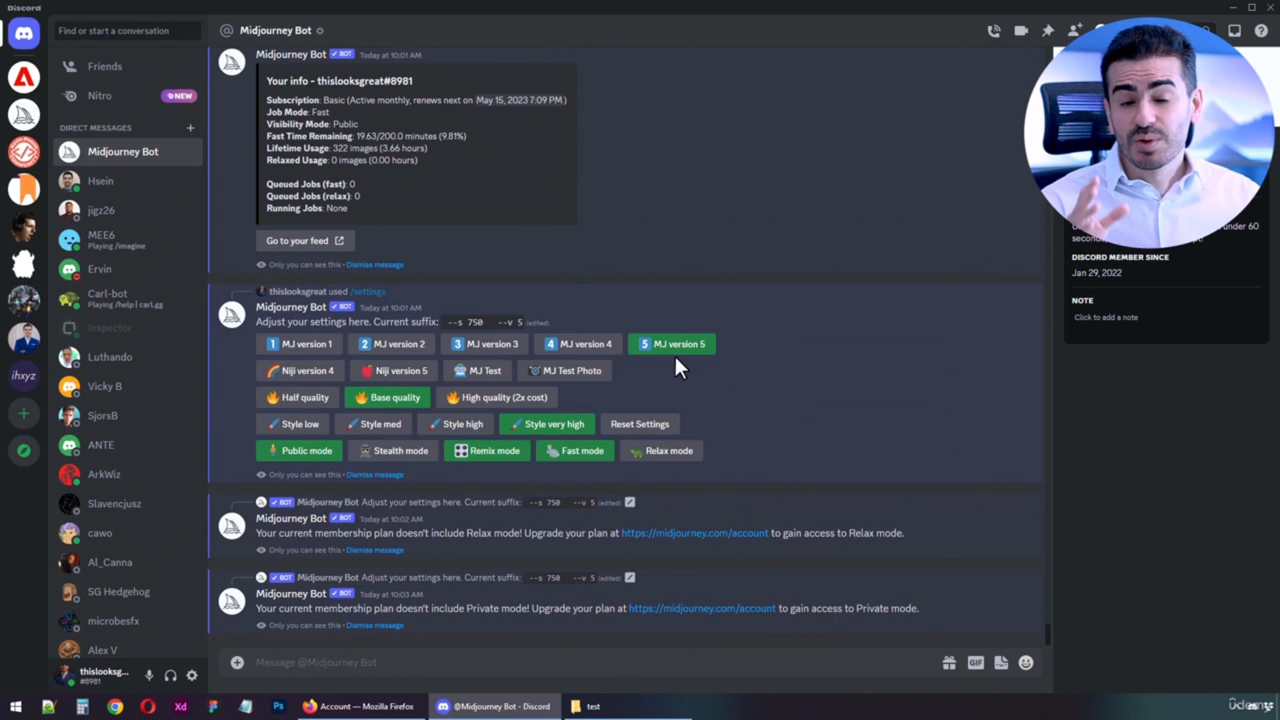 Discord
Find or start a conversation
Midjourney Bot
Friends
Nitro
NEW
DIRECT MESSAGES
Midjourney Bot
Hsein
jigz26
MEE6
Playing /imagine
Ervin
Carl-bot
Playing /help | carl.gg
Inspector
Luthando
Vicky B
SjorsB
ANTE
ArkWiz
Slavencjusz
cawo
AI_Canna
SG Hedgehog
microbesfx
Alex V
thislooksg...
#8981
ihxyz
Midjourney Bot BOT Today at 10:01 AM
Your info - thislooksgreat#8981
Subscription: Basic (Active monthly, renews next on May 15, 2023 7:09 PM)
Job Mode: Fast
Visibility Mode: Public
Fast Time Remaining: 19.63/200.0 minutes (9.81%)
Lifetime Usage: 322 images (3.66 hours)
Relaxed Usage: 0 images (0.00 hours)
Queued Jobs (fast): 0
Queued Jobs (relax): 0
Running Jobs: None
Go to your feed
Only you can see this • Dismiss message
thislooksgreat used /settings
Midjourney Bot BOT Today at 10:01 AM
Adjust your settings here. Current suffix: --s 750 --v 5 (edited)
1 MJ version 1 2 MJ version 2 3 MJ version 3 4 MJ version 4 5 MJ version 5
Niji version 4 Niji version 5 MJ Test MJ Test Photo
Half quality Base quality High quality (2x cost)
Style low Style med Style high Style very high Reset Settings
Public mode Stealth mode Remix mode Fast mode Relax mode
Only you can see this • Dismiss message
BOT Midjourney Bot Adjust your settings here. Current suffix: --s 750 --v 5 (edited)
Midjourney Bot BOT Today at 10:02 AM
Your current membership plan doesn't include Relax mode! Upgrade your plan at https://midjourney.com/account to gain access to Relax mode.
Only you can see this • Dismiss message
BOT Midjourney Bot Adjust your settings here. Current suffix: --s 750 --v 5 (edited)
Midjourney Bot BOT Today at 10:03 AM
Your current membership plan doesn't include Private mode! Upgrade your plan at https://midjourney.com/account to gain access to Private mode.
Only you can see this • Dismiss message
Message @Midjourney Bot
GIF
under 60
DISCORD MEMBER SINCE
Jan 29, 2022
NOTE
Click to add a note
Xd
Ps
Account — Mozilla Firefox
@Midjourney Bot - Discord
test